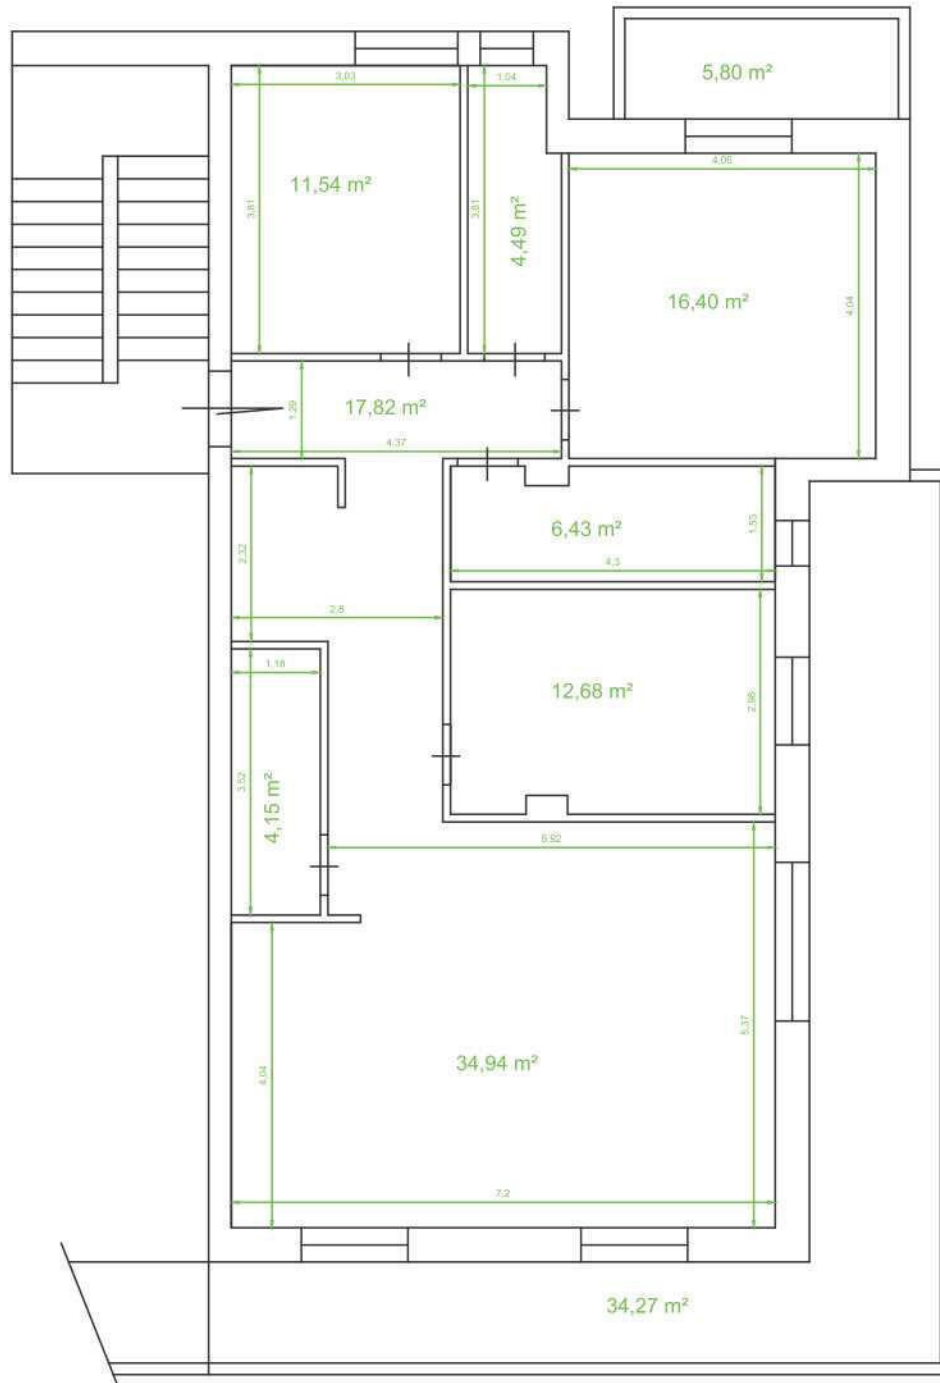 5,80 m²
3,03
1,04
4,06
11,54 m²
3,81
3,81
4,49 m²
16,40 m²
4,04
17,82 m²
1,29
4,37
6,43 m²
1,53
4,3
2,32
2,8
12,68 m²
2,98
1,18
3,52
4,15 m²
5,92
5,37
34,94 m²
4,04
7,2
34,27 m²